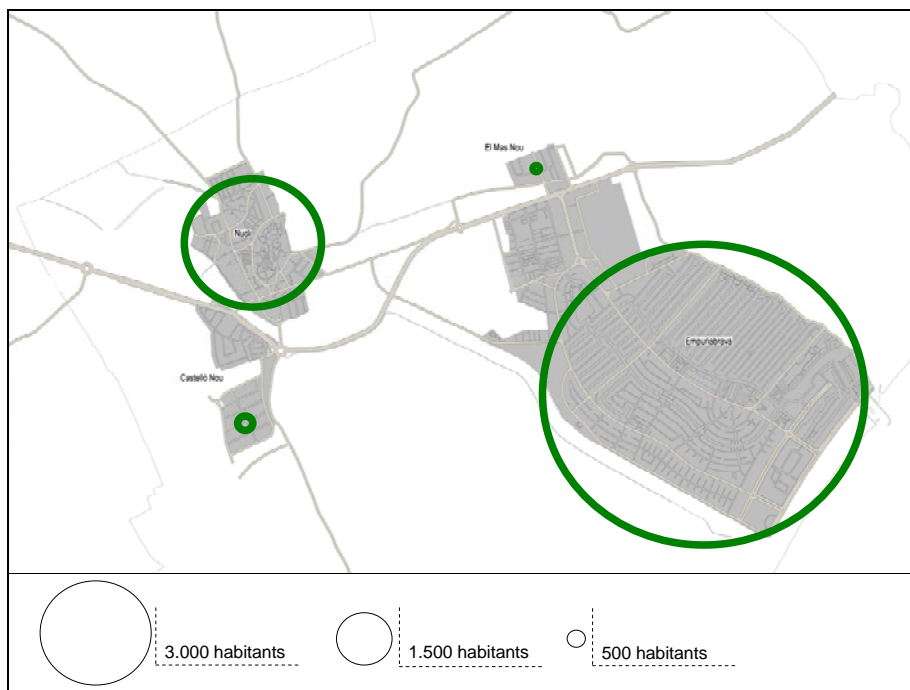 El Mas Nou
Nucli
Empuriabrava
Castelló Nou
3.000 habitants
1.500 habitants
500 habitants